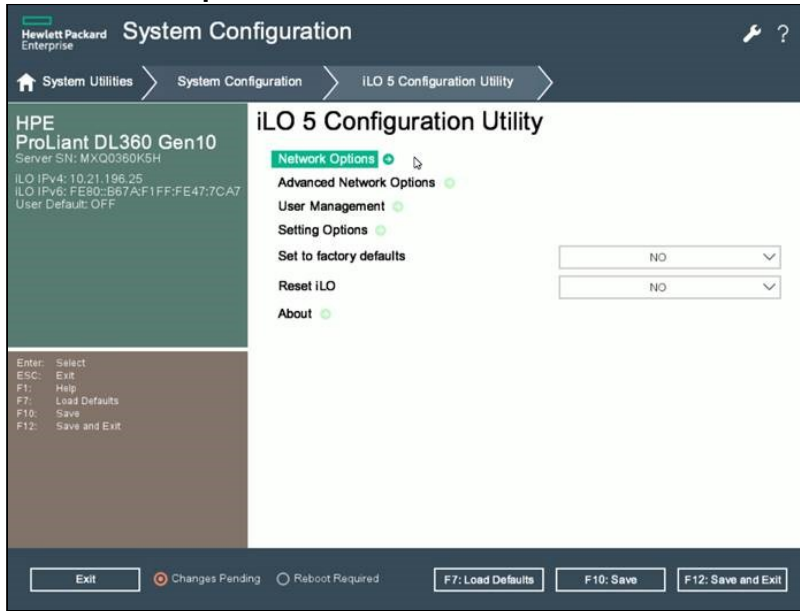 Hewlett Packard
Enterprise
System Configuration
?
System Utilities
System Configuration
iLO 5 Configuration Utility
HPE
ProLiant DL360 Gen10
Server SN: MXQ0360K5H
iLO IPv4: 10.21.196.25
iLO IPv6: FE80::B67A:F1FF:FE47:7CA7
User Default: OFF
Enter: Select
ESC: Exit
F1: Help
F7: Load Defaults
F10: Save
F12: Save and Exit
iLO 5 Configuration Utility
Network Options
Advanced Network Options
User Management
Setting Options
Set to factory defaults NO
Reset iLO NO
About
Exit
Changes Pending
Reboot Required
F7: Load Defaults
F10: Save
F12: Save and Exit